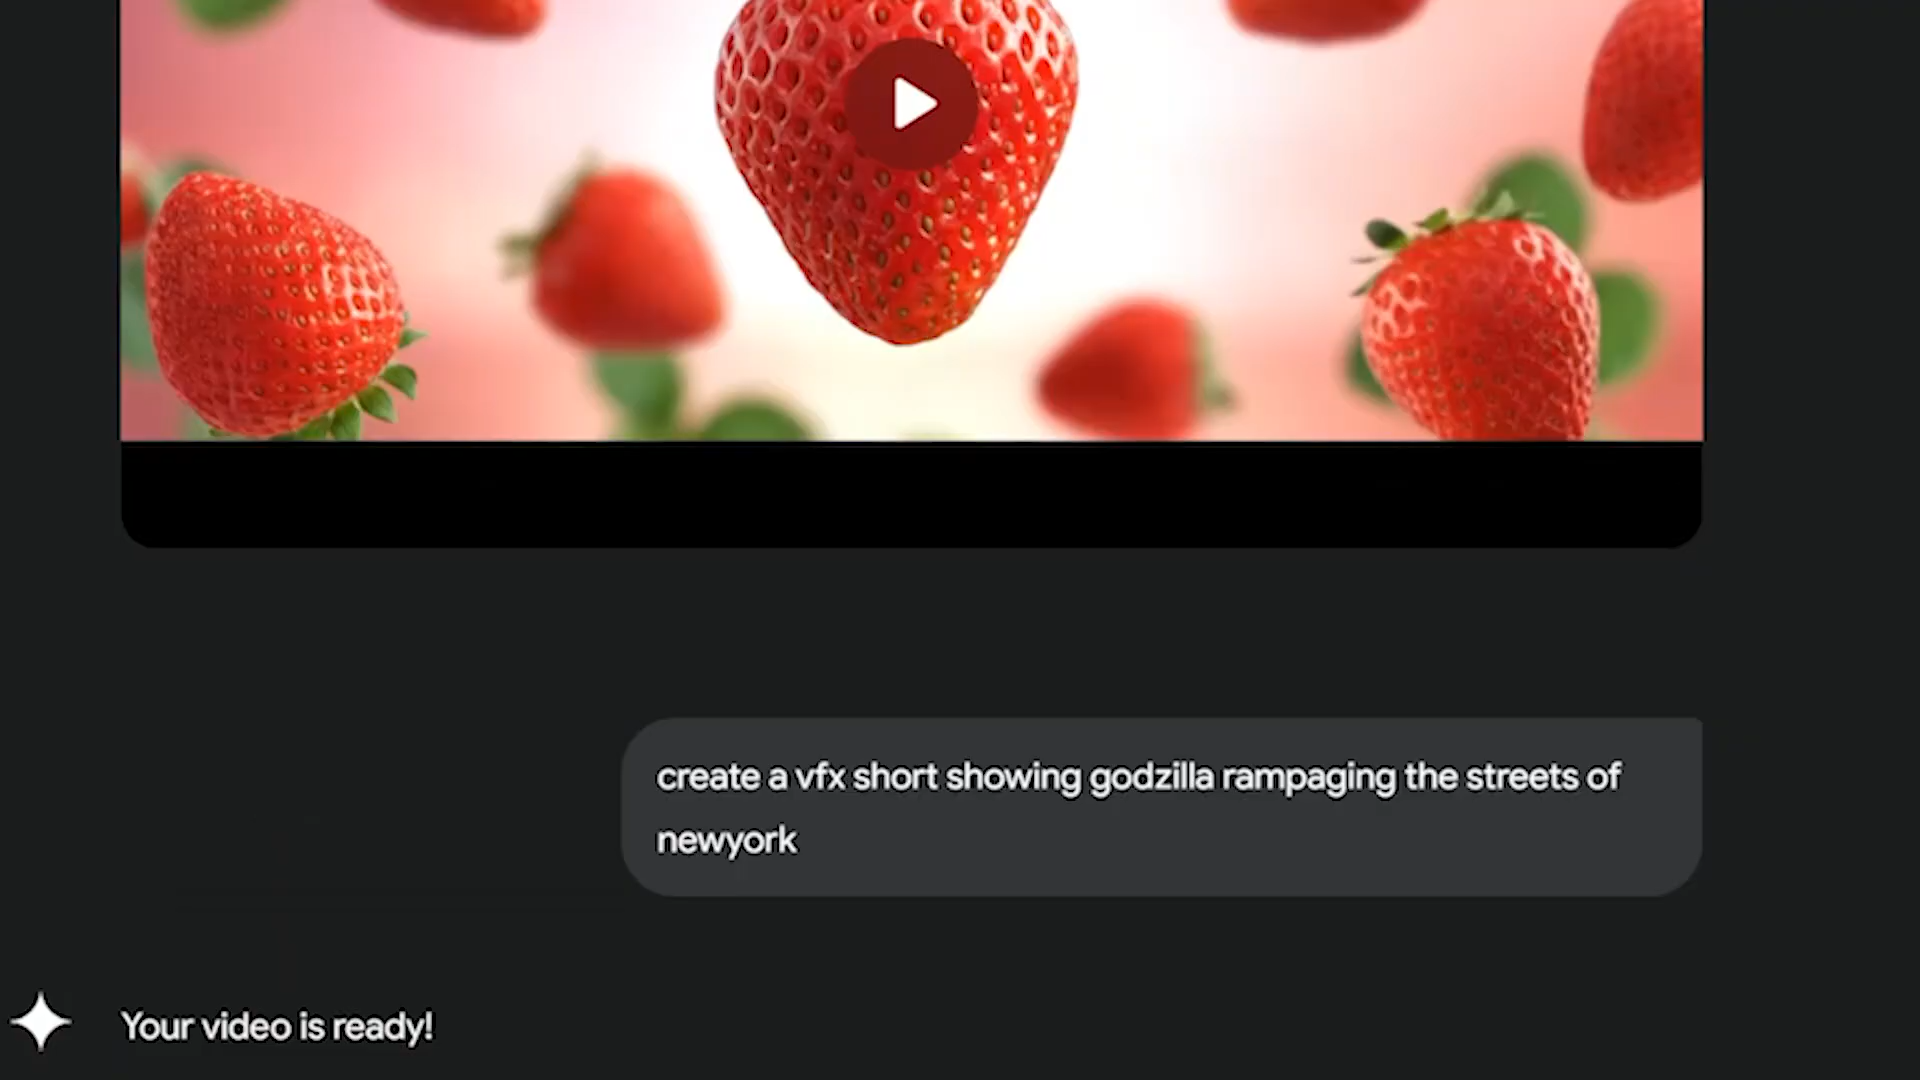 create a vfx short showing godzilla rampaging the streets of
newyork
Your video is ready!